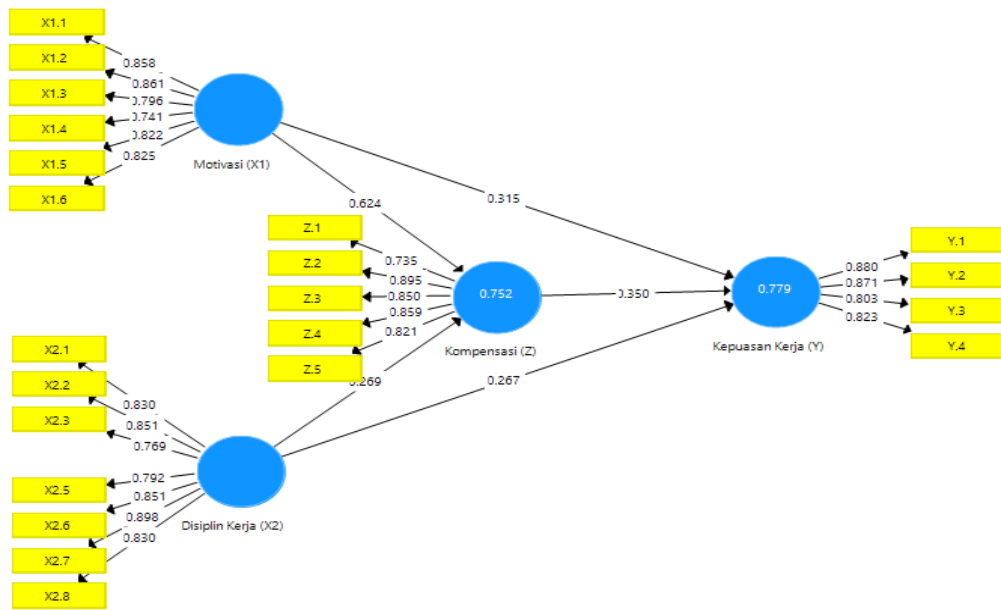 X1.1
X1.2
X1.3
X1.4
X1.5
X1.6
0.858
0.861
0.796
0.741
0.822
0.825
Motivasi (X1)
0.624
0.315
Z.1
Z.2
Z.3
Z.4
Z.5
0.735
0.895
0.850
0.859
0.821
0.752
Kompensasi (Z)
0.350
0.779
Kepuasan Kerja (Y)
0.880
0.871
0.803
0.823
Y.1
Y.2
Y.3
Y.4
0.269
0.267
X2.1
X2.2
X2.3
X2.5
X2.6
X2.7
X2.8
0.830
0.851
0.769
0.792
0.851
0.898
0.830
Disiplin Kerja (X2)